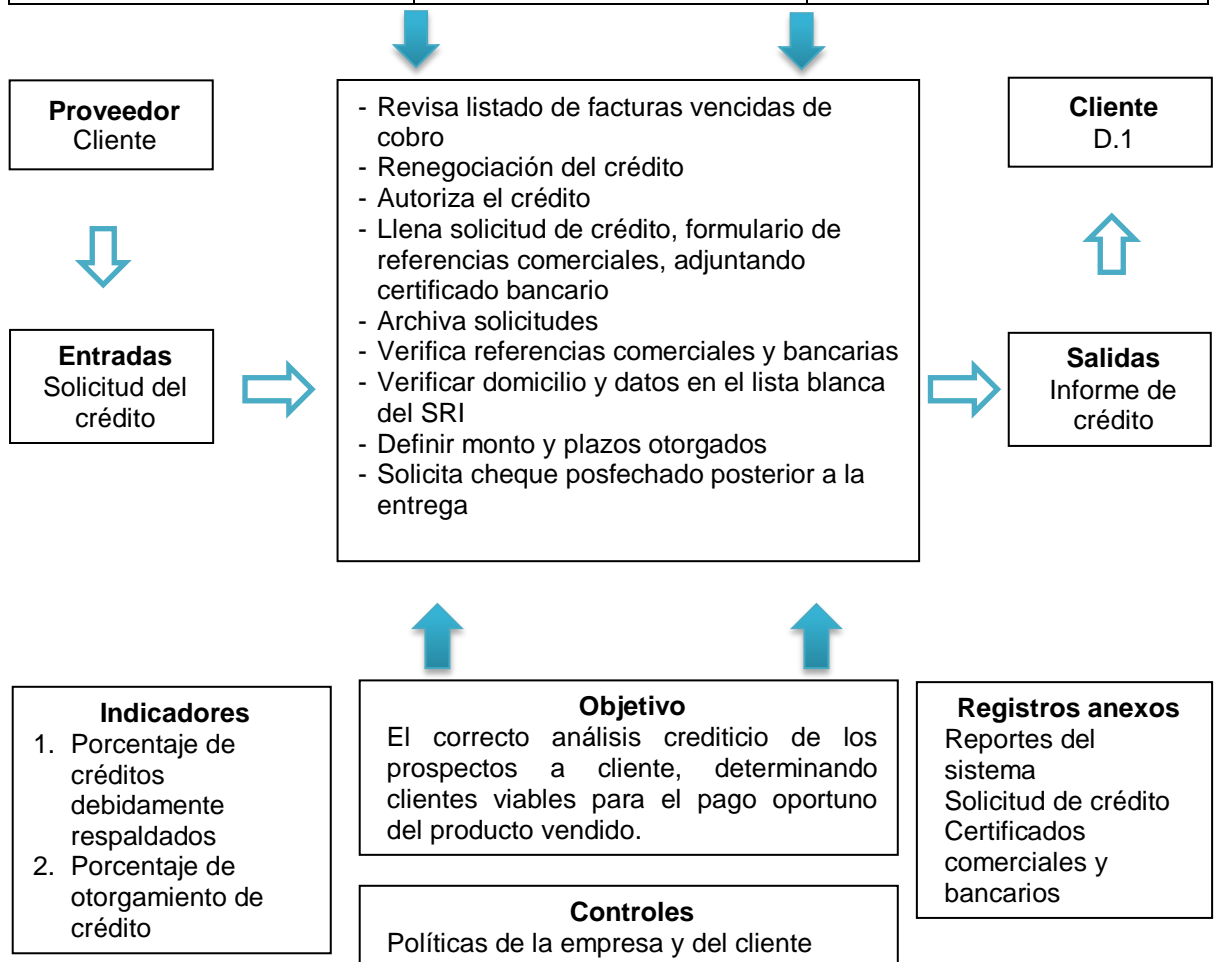 Proveedor
Cliente
- Revisa listado de facturas vencidas de
cobro
- Renegociación del crédito
- Autoriza el crédito
- Llena solicitud de crédito, formulario de
referencias comerciales, adjuntando
certificado bancario
- Archiva solicitudes
- Verifica referencias comerciales y bancarias
- Verificar domicilio y datos en el lista blanca
del SRI
- Definir monto y plazos otorgados
- Solicita cheque posfechado posterior a la
entrega
Cliente
D.1
Entradas
Solicitud del
crédito
Salidas
Informe de
crédito
Indicadores
1. Porcentaje de
créditos
debidamente
respaldados
2. Porcentaje de
otorgamiento de
crédito
Objetivo
El correcto análisis crediticio de los
prospectos a cliente, determinando
clientes viables para el pago oportuno
del producto vendido.
Controles
Políticas de la empresa y del cliente
Registros anexos
Reportes del
sistema
Solicitud de crédito
Certificados
comerciales y
bancarios